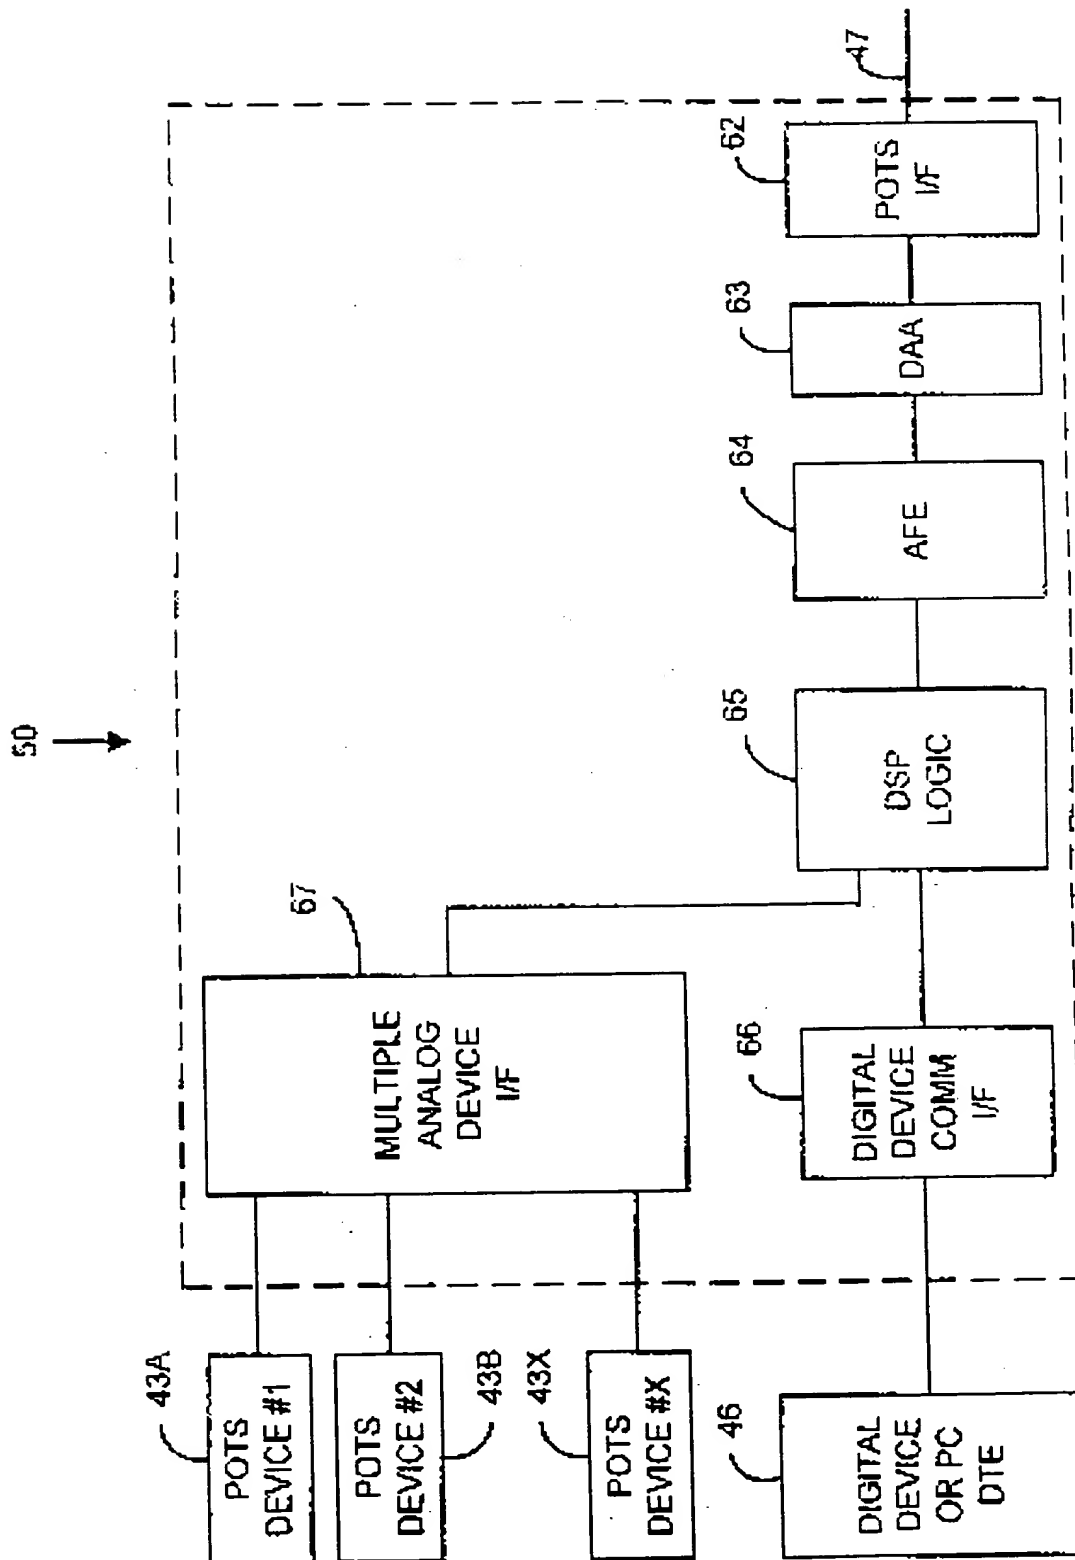 50
43A
POTS
DEVICE #1
POTS
DEVICE #2
43B
43X
POTS
DEVICE #X
46
DIGITAL
DEVICE
OR PC
DTE
67
MULTIPLE
ANALOG
DEVICE
I/F
66
DIGITAL
DEVICE
COMM
I/F
65
DSP
LOGIC
64
AFE
63
DAA
62
POTS
I/F
47